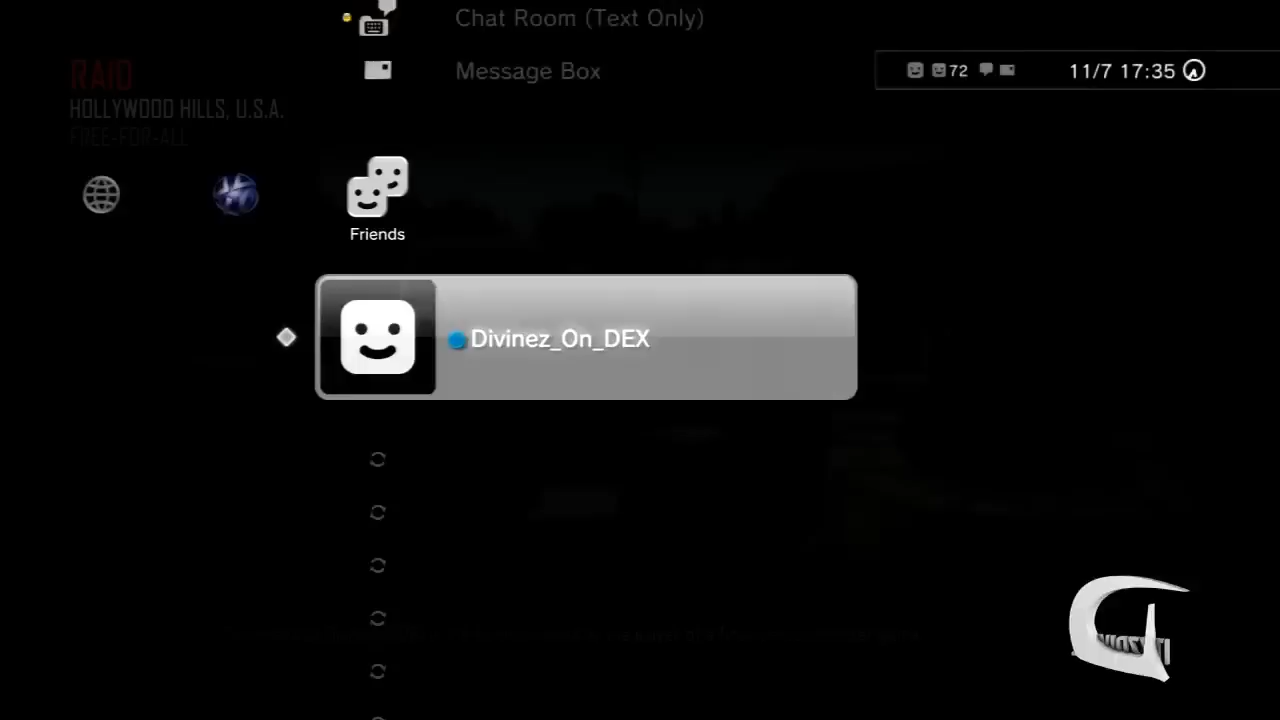 Chat Room (Text Only)
Message Box
72
11/7 17:35
RAID
HOLLYWOOD HILLS, U.S.A.
FREE-FOR-ALL
Friends
Divinez_On_DEX